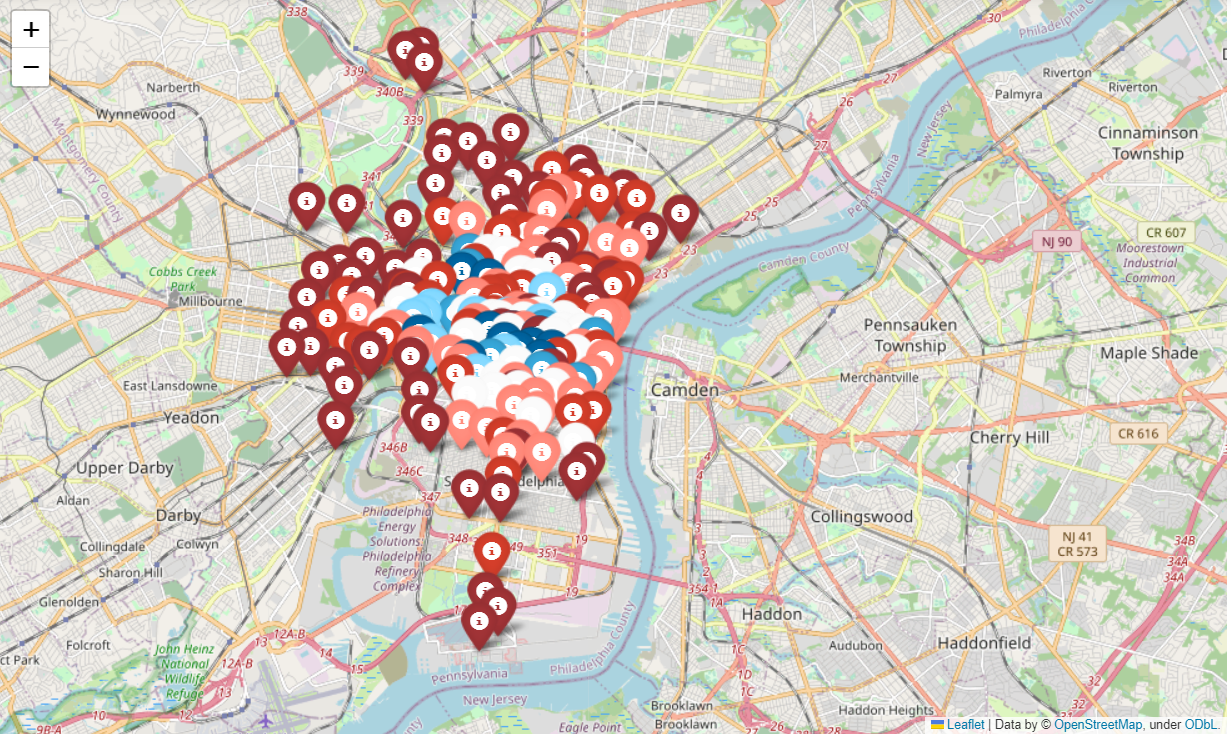 +
−
338
30
Philadelphia C
339
340B
339
Narberth
Wynnewood
Montgomery County
341
Riverton
Riverton
Palmyra
27
26
27
New Jersey
Pennsylvania
Cinnaminson
Township
25
25
23
23
Camden County
NJ 90
CR 607
Moorestown
Industrial
Common
Cobbs Creek
Park
Millbourne
Pennsauken
Township
Maple Shade
Merchantville
East Lansdowne
Yeadon
Camden
CR 616
Cherry Hill
346B
346C
Upper Darby
Aldan
Darby
347
Philadelphia
Energy
Solutions:
Philadelphia
Refinery
Complex
Collingswood
NJ 41
CR 573
Collingdale
Colwyn
Sharon Hill
348
351
19
3
4
3
2
34B
34A
Glenolden
19
354
1A
Haddon
Folcroft
John Heinz
National
Wildlife
Refuge
13
12A-B
14
15
12A-B
13
Philadelphia County
Pennsylvania
New Jersey
Audubon
Haddonfield
1C
1D
1C
32
32
ct Park
10
12
9B-A
Brooklawn
Brooklawn
Haddon Heights
Eagle Point
Leaflet | Data by © OpenStreetMap, under ODbL.